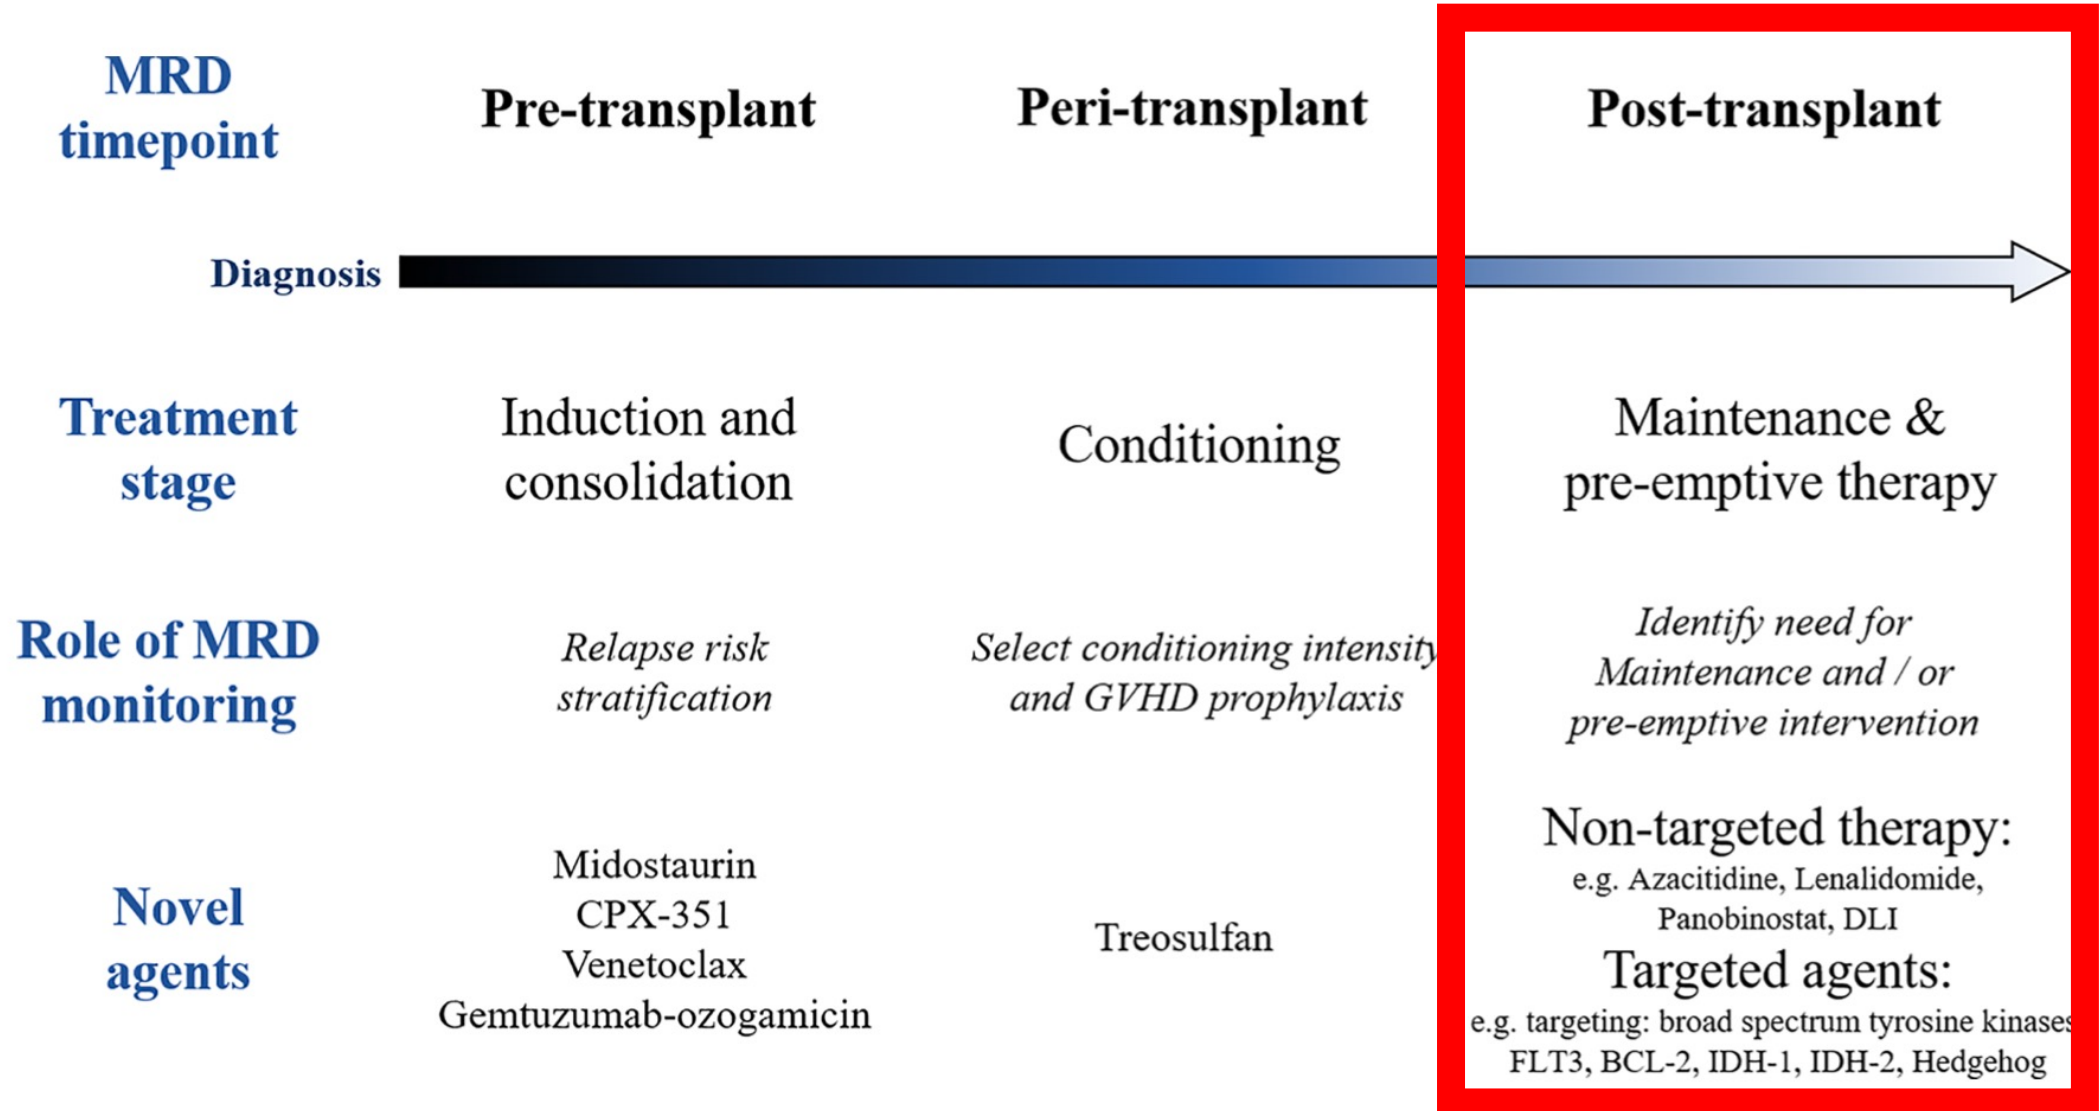 MRD
timepoint
Pre-transplant
Peri-transplant
Post-transplant
Diagnosis
Treatment
stage
Induction and
consolidation
Conditioning
Maintenance &
pre-emptive therapy
Role of MRD
monitoring
Relapse risk
stratification
Select conditioning intensity
and GVHD prophylaxis
Identify need for
Maintenance and / or
pre-emptive intervention
Novel
agents
Midostaurin
CPX-351
Venetoclax
Gemtuzumab-ozogamicin
Treosulfan
Non-targeted therapy:
e.g. Azacitidine, Lenalidomide,
Panobinostat, DLI
Targeted agents:
e.g. targeting: broad spectrum tyrosine kinases
FLT3, BCL-2, IDH-1, IDH-2, Hedgehog